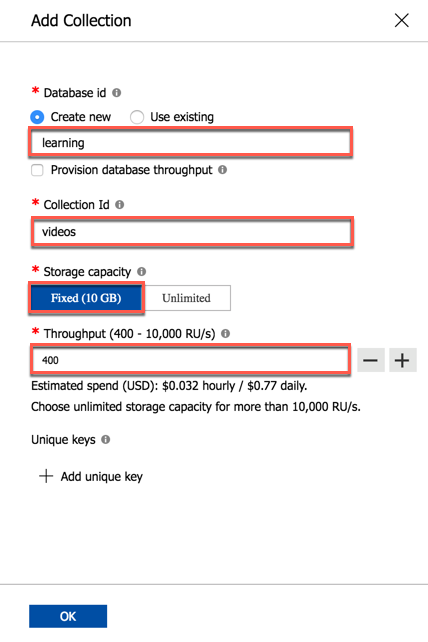 Add Collection
* Database id
Create new Use existing
learning
Provision database throughput
* Collection Id
videos
* Storage capacity
Fixed (10 GB) Unlimited
* Throughput (400 - 10,000 RU/s)
400
Estimated spend (USD): $0.032 hourly / $0.77 daily.
Choose unlimited storage capacity for more than 10,000 RU/s.
Unique keys
Add unique key
OK